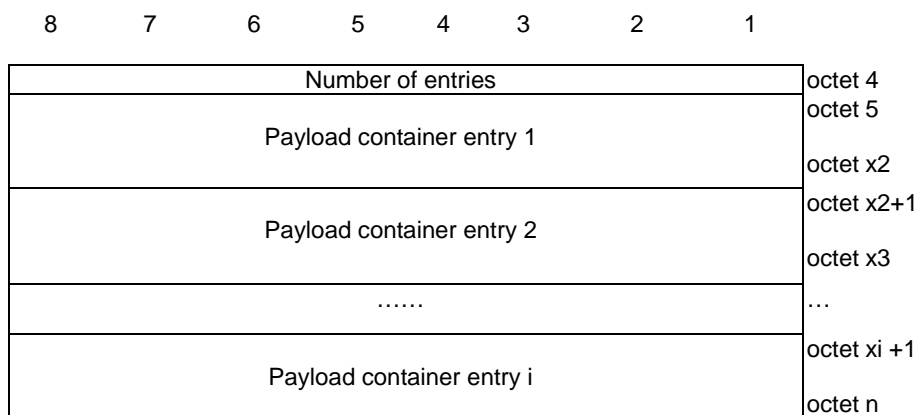 8 7 6 5 4 3 2 1
Number of entries octet 4
octet 5
Payload container entry 1
octet x2
octet x2+1
Payload container entry 2
octet x3
…… …
octet xi +1
Payload container entry i
octet n